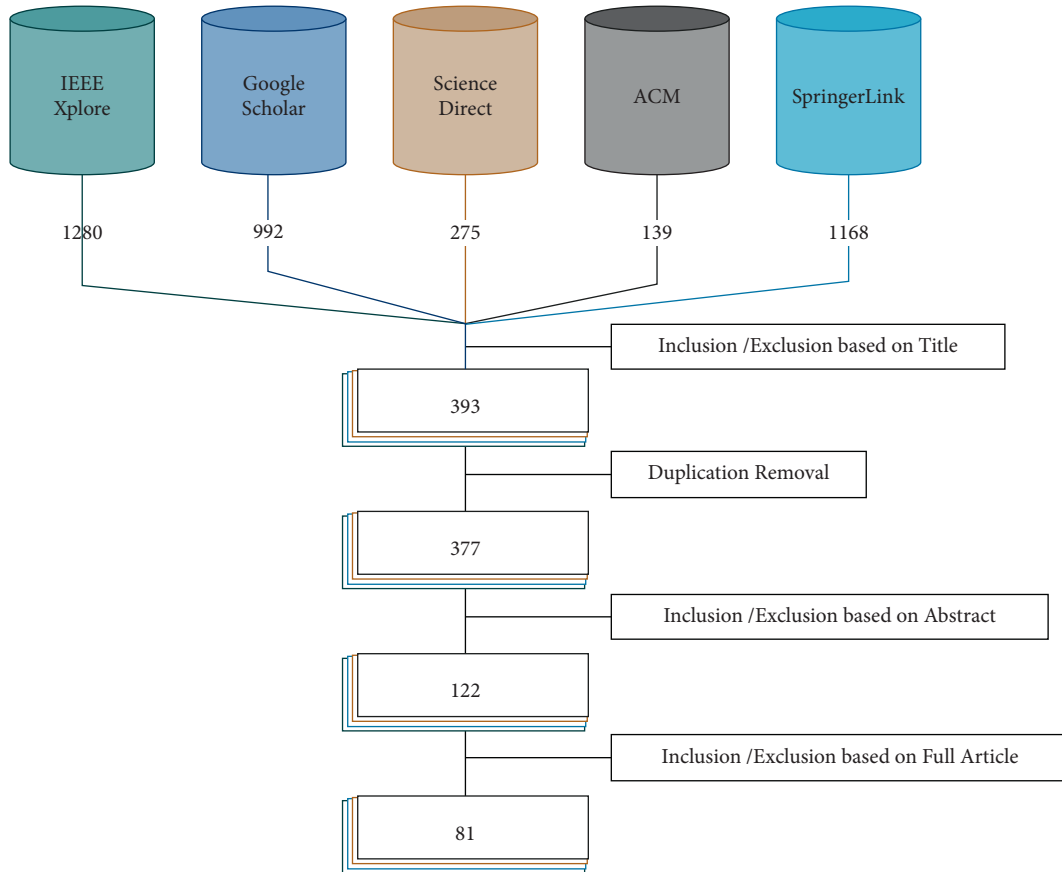 IEEE
Xplore
Google
Scholar
Science
Direct
ACM
SpringerLink
1280
992
275
139
1168
Inclusion /Exclusion based on Title
393
Duplication Removal
377
Inclusion /Exclusion based on Abstract
122
Inclusion /Exclusion based on Full Article
81